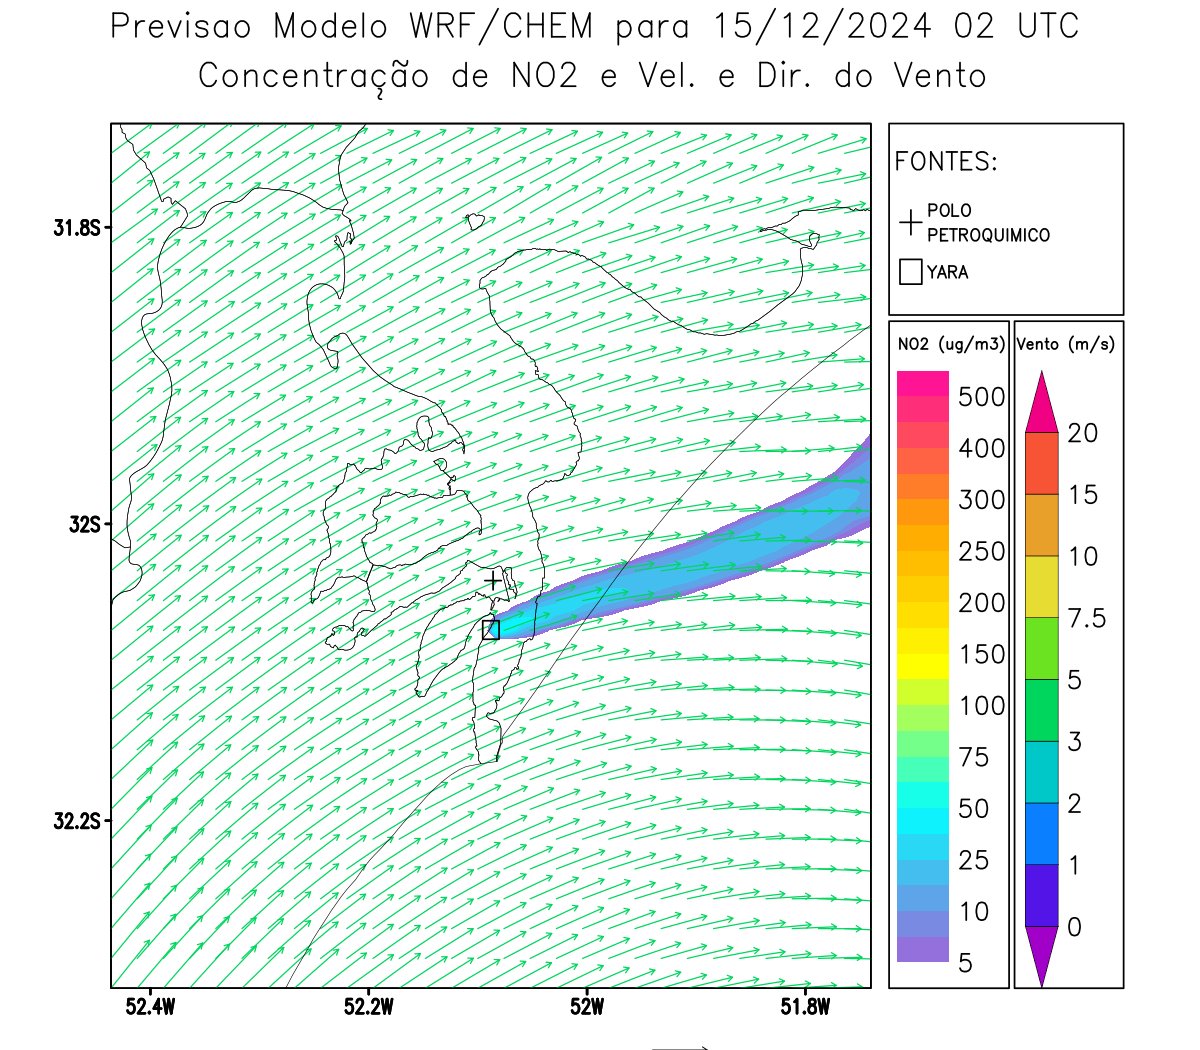 Previsao Modelo WRF/CHEM para 15/12/2024 02 UTC
Concentração de NO2 e Vel. e Dir. do Vento
FONTES:
POLO
PETROQUIMICO
YARA
NO2 (ug/m3)
500
400
300
250
200
150
100
75
50
25
10
5
Vento (m/s)
20
15
10
7.5
5
3
2
1
0
31.8S
32S
32.2S
52.4W
52.2W
52W
51.8W